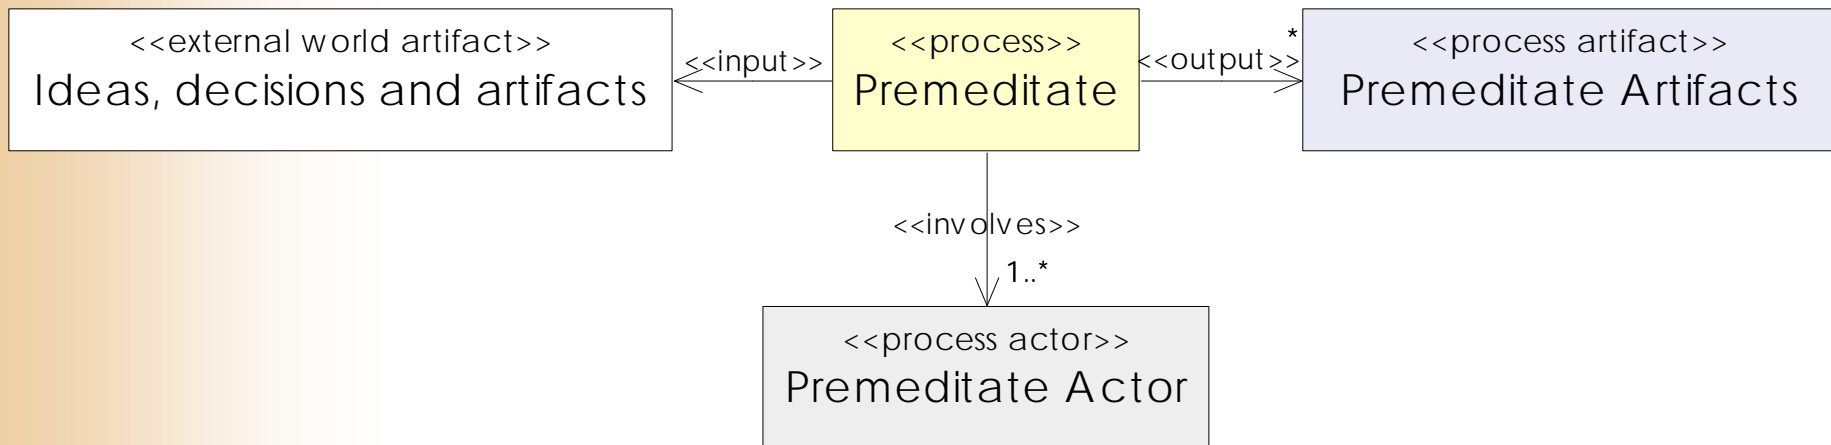 <<external world artifact>>
Ideas, decisions and artifacts
<<input>>
<<process>>
Premeditate
<<output>>
*
<<process artifact>>
Premeditate Artifacts
<<involves>>
1..*
<<process actor>>
Premeditate Actor